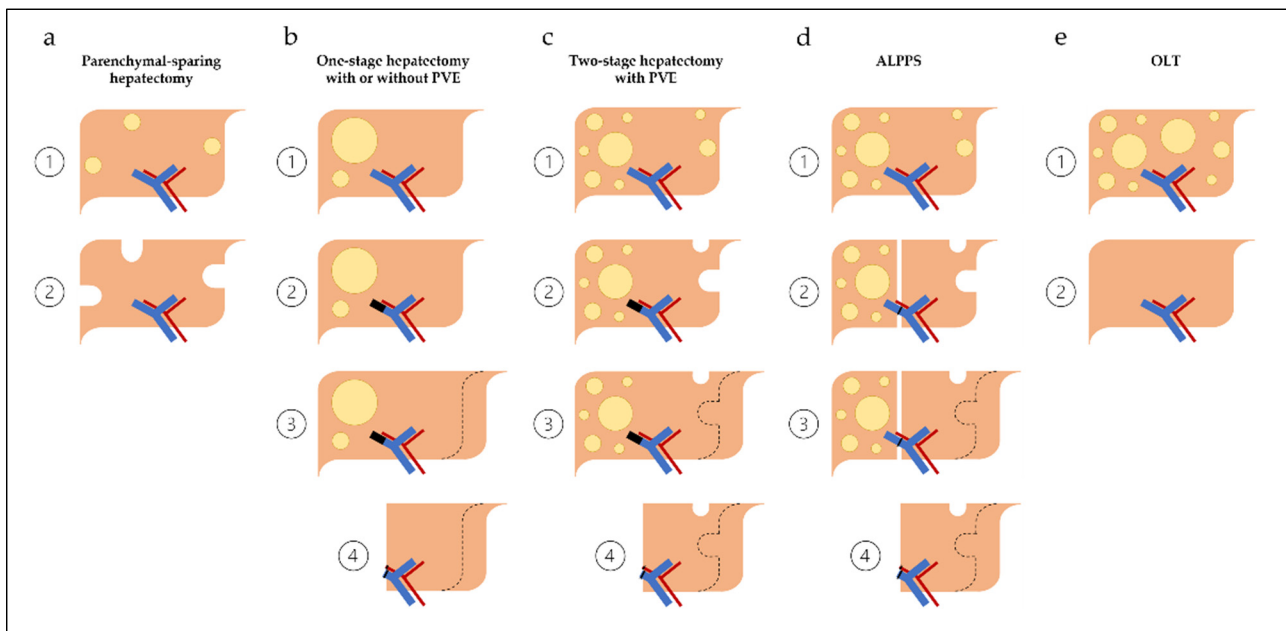 a
Parenchymal-sparing
hepatectomy
b
One-stage hepatectomy
with or without PVE
c
Two-stage hepatectomy
with PVE
d
ALPPS
e
OLT
1
1
1
1
1
2
2
2
2
2
3
3
3
4
4
4